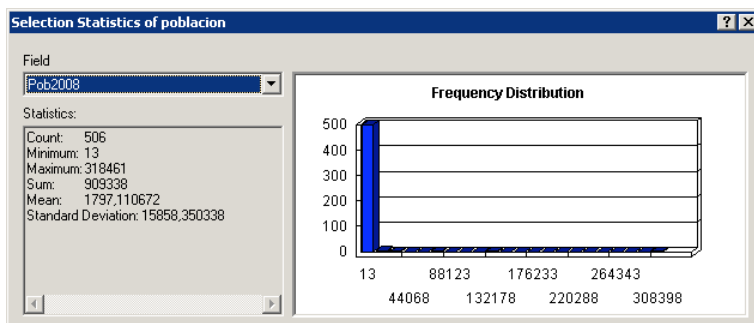 Selection Statistics of poblacion
Field
Pob2008
Statistics:
Count: 506
Minimum: 13
Maximum: 318461
Sum: 909338
Mean: 1797,110672
Standard Deviation: 15858,350338
Frequency Distribution
500
400
300
200
100
0
13 88123 176233 264343
44068 132178 220288 308398